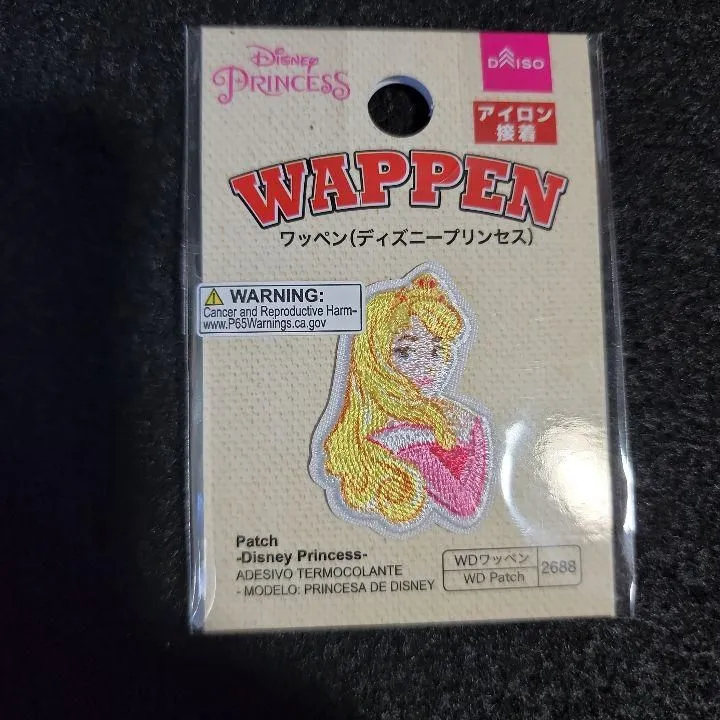 Disney
PRINCESS
DAISO
アイロン
接着
WAPPEN
ワッペン(ディズニープリンセス)
WARNING:
Cancer and Reproductive Harm-
www.P65Warnings.ca.gov
Patch
-Disney Princess-
ADESIVO TERMOCOLANTE
- MODELO: PRINCESA DE DISNEY
WDワッペン
WD Patch
2688